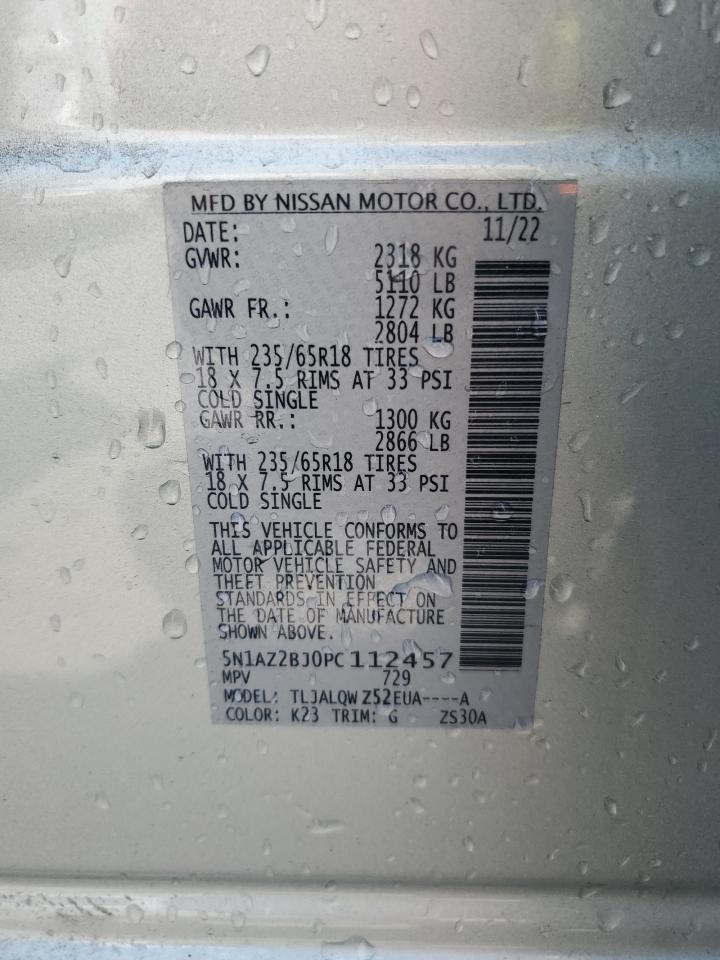 MFD BY NISSAN MOTOR CO., LTD.
DATE: 11/22
GVWR: 2318 KG
5110 LB
GAWR FR.: 1272 KG
2804 LB
WITH 235/65R18 TIRES
18 X 7.5 RIMS AT 33 PSI
COLD SINGLE
GAWR RR.: 1300 KG
2866 LB
WITH 235/65R18 TIRES
18 X 7.5 RIMS AT 33 PSI
COLD SINGLE
THIS VEHICLE CONFORMS TO
ALL APPLICABLE FEDERAL
MOTOR VEHICLE SAFETY AND
THEFT PREVENTION
STANDARDS IN EFFECT ON
THE DATE OF MANUFACTURE
SHOWN ABOVE.
5N1AZ2BJ0PC112457
MPV 729
MODEL: TLJALQW Z52EUA----A
COLOR: K23 TRIM: G ZS30A